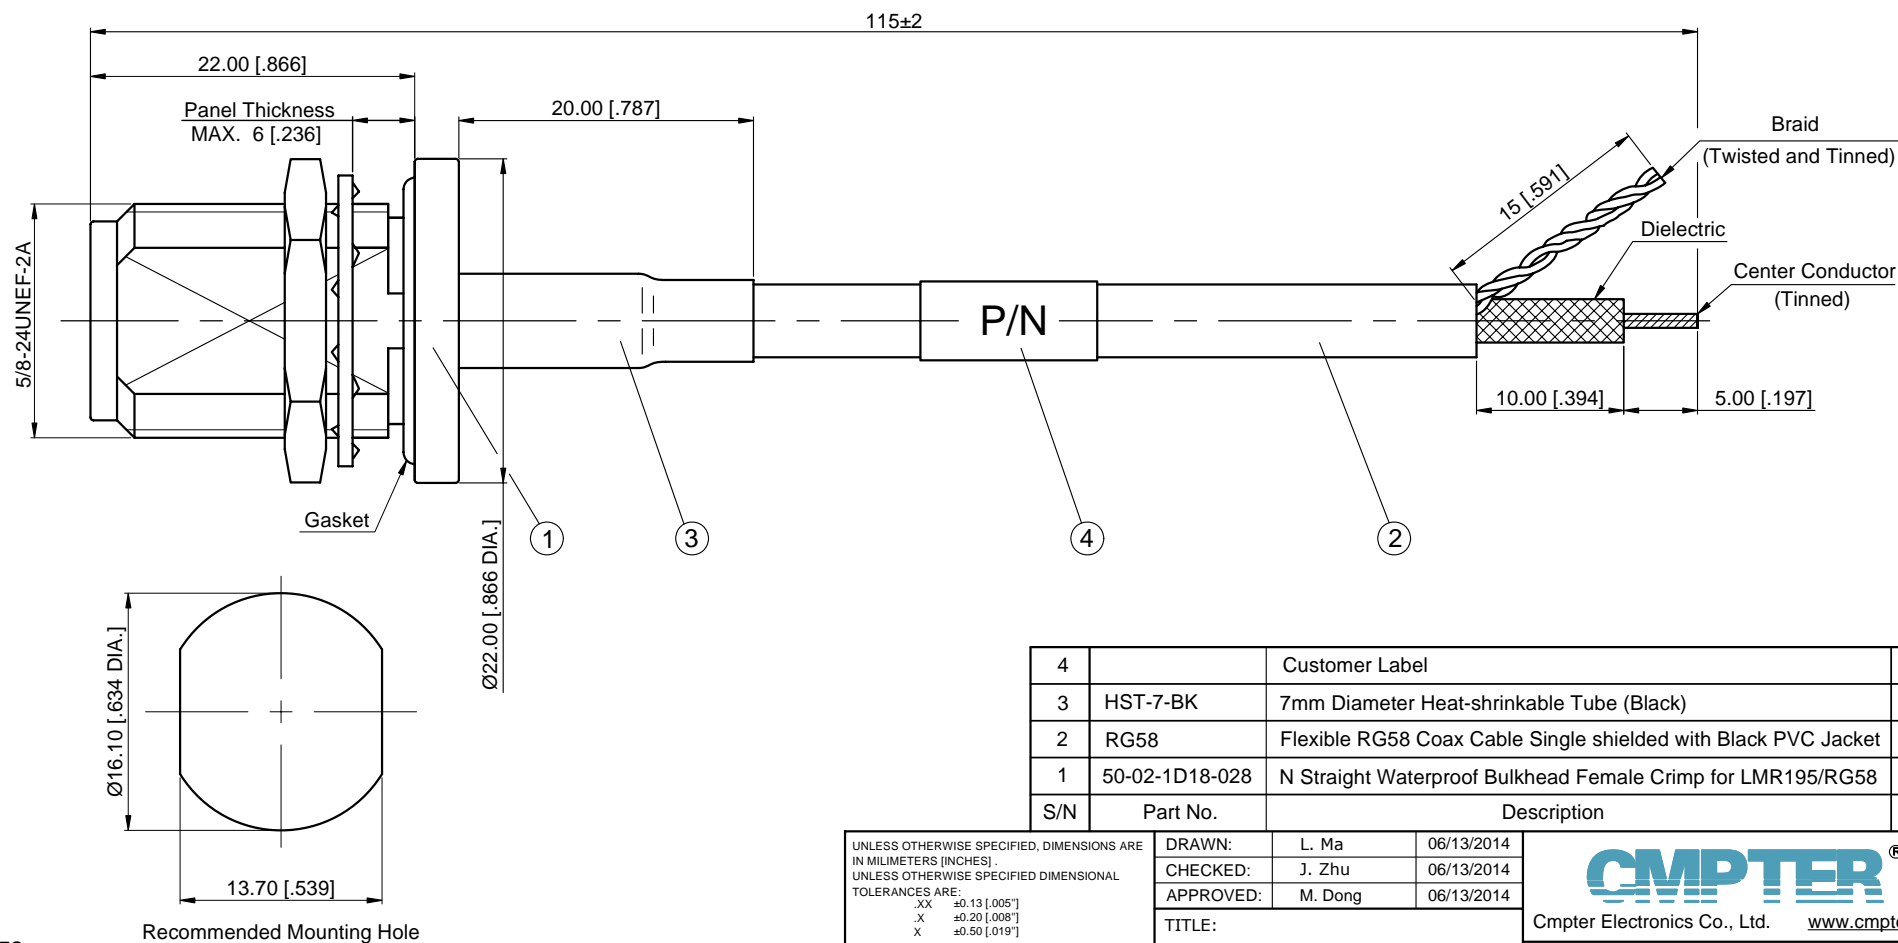 115±2
22.00 [.866]
Panel Thickness
MAX. 6 [.236]
20.00 [.787]
Braid
(Twisted and Tinned)
15 [.591]
Dielectric
Center Conductor
(Tinned)
5/8-24UNEF-2A
P/N
10.00 [.394]
5.00 [.197]
Gasket
1
3
4
2
Ø22.00 [.866 DIA.]
Ø16.10 [.634 DIA.]
13.70 [.539]
Recommended Mounting Hole
4 Customer Label
3 HST-7-BK 7mm Diameter Heat-shrinkable Tube (Black)
2 RG58 Flexible RG58 Coax Cable Single shielded with Black PVC Jacket
1 50-02-1D18-028 N Straight Waterproof Bulkhead Female Crimp for LMR195/RG58
S/N Part No. Description
UNLESS OTHERWISE SPECIFIED, DIMENSIONS ARE
IN MILIMETERS [INCHES] .
UNLESS OTHERWISE SPECIFIED DIMENSIONAL
TOLERANCES ARE:
.XX ±0.13 [.005"]
.X ±0.20 [.008"]
X ±0.50 [.019"]
DRAWN: L. Ma 06/13/2014
CHECKED: J. Zhu 06/13/2014
APPROVED: M. Dong 06/13/2014
TITLE:
CMPTER®
Cmpter Electronics Co., Ltd. www.cmpte